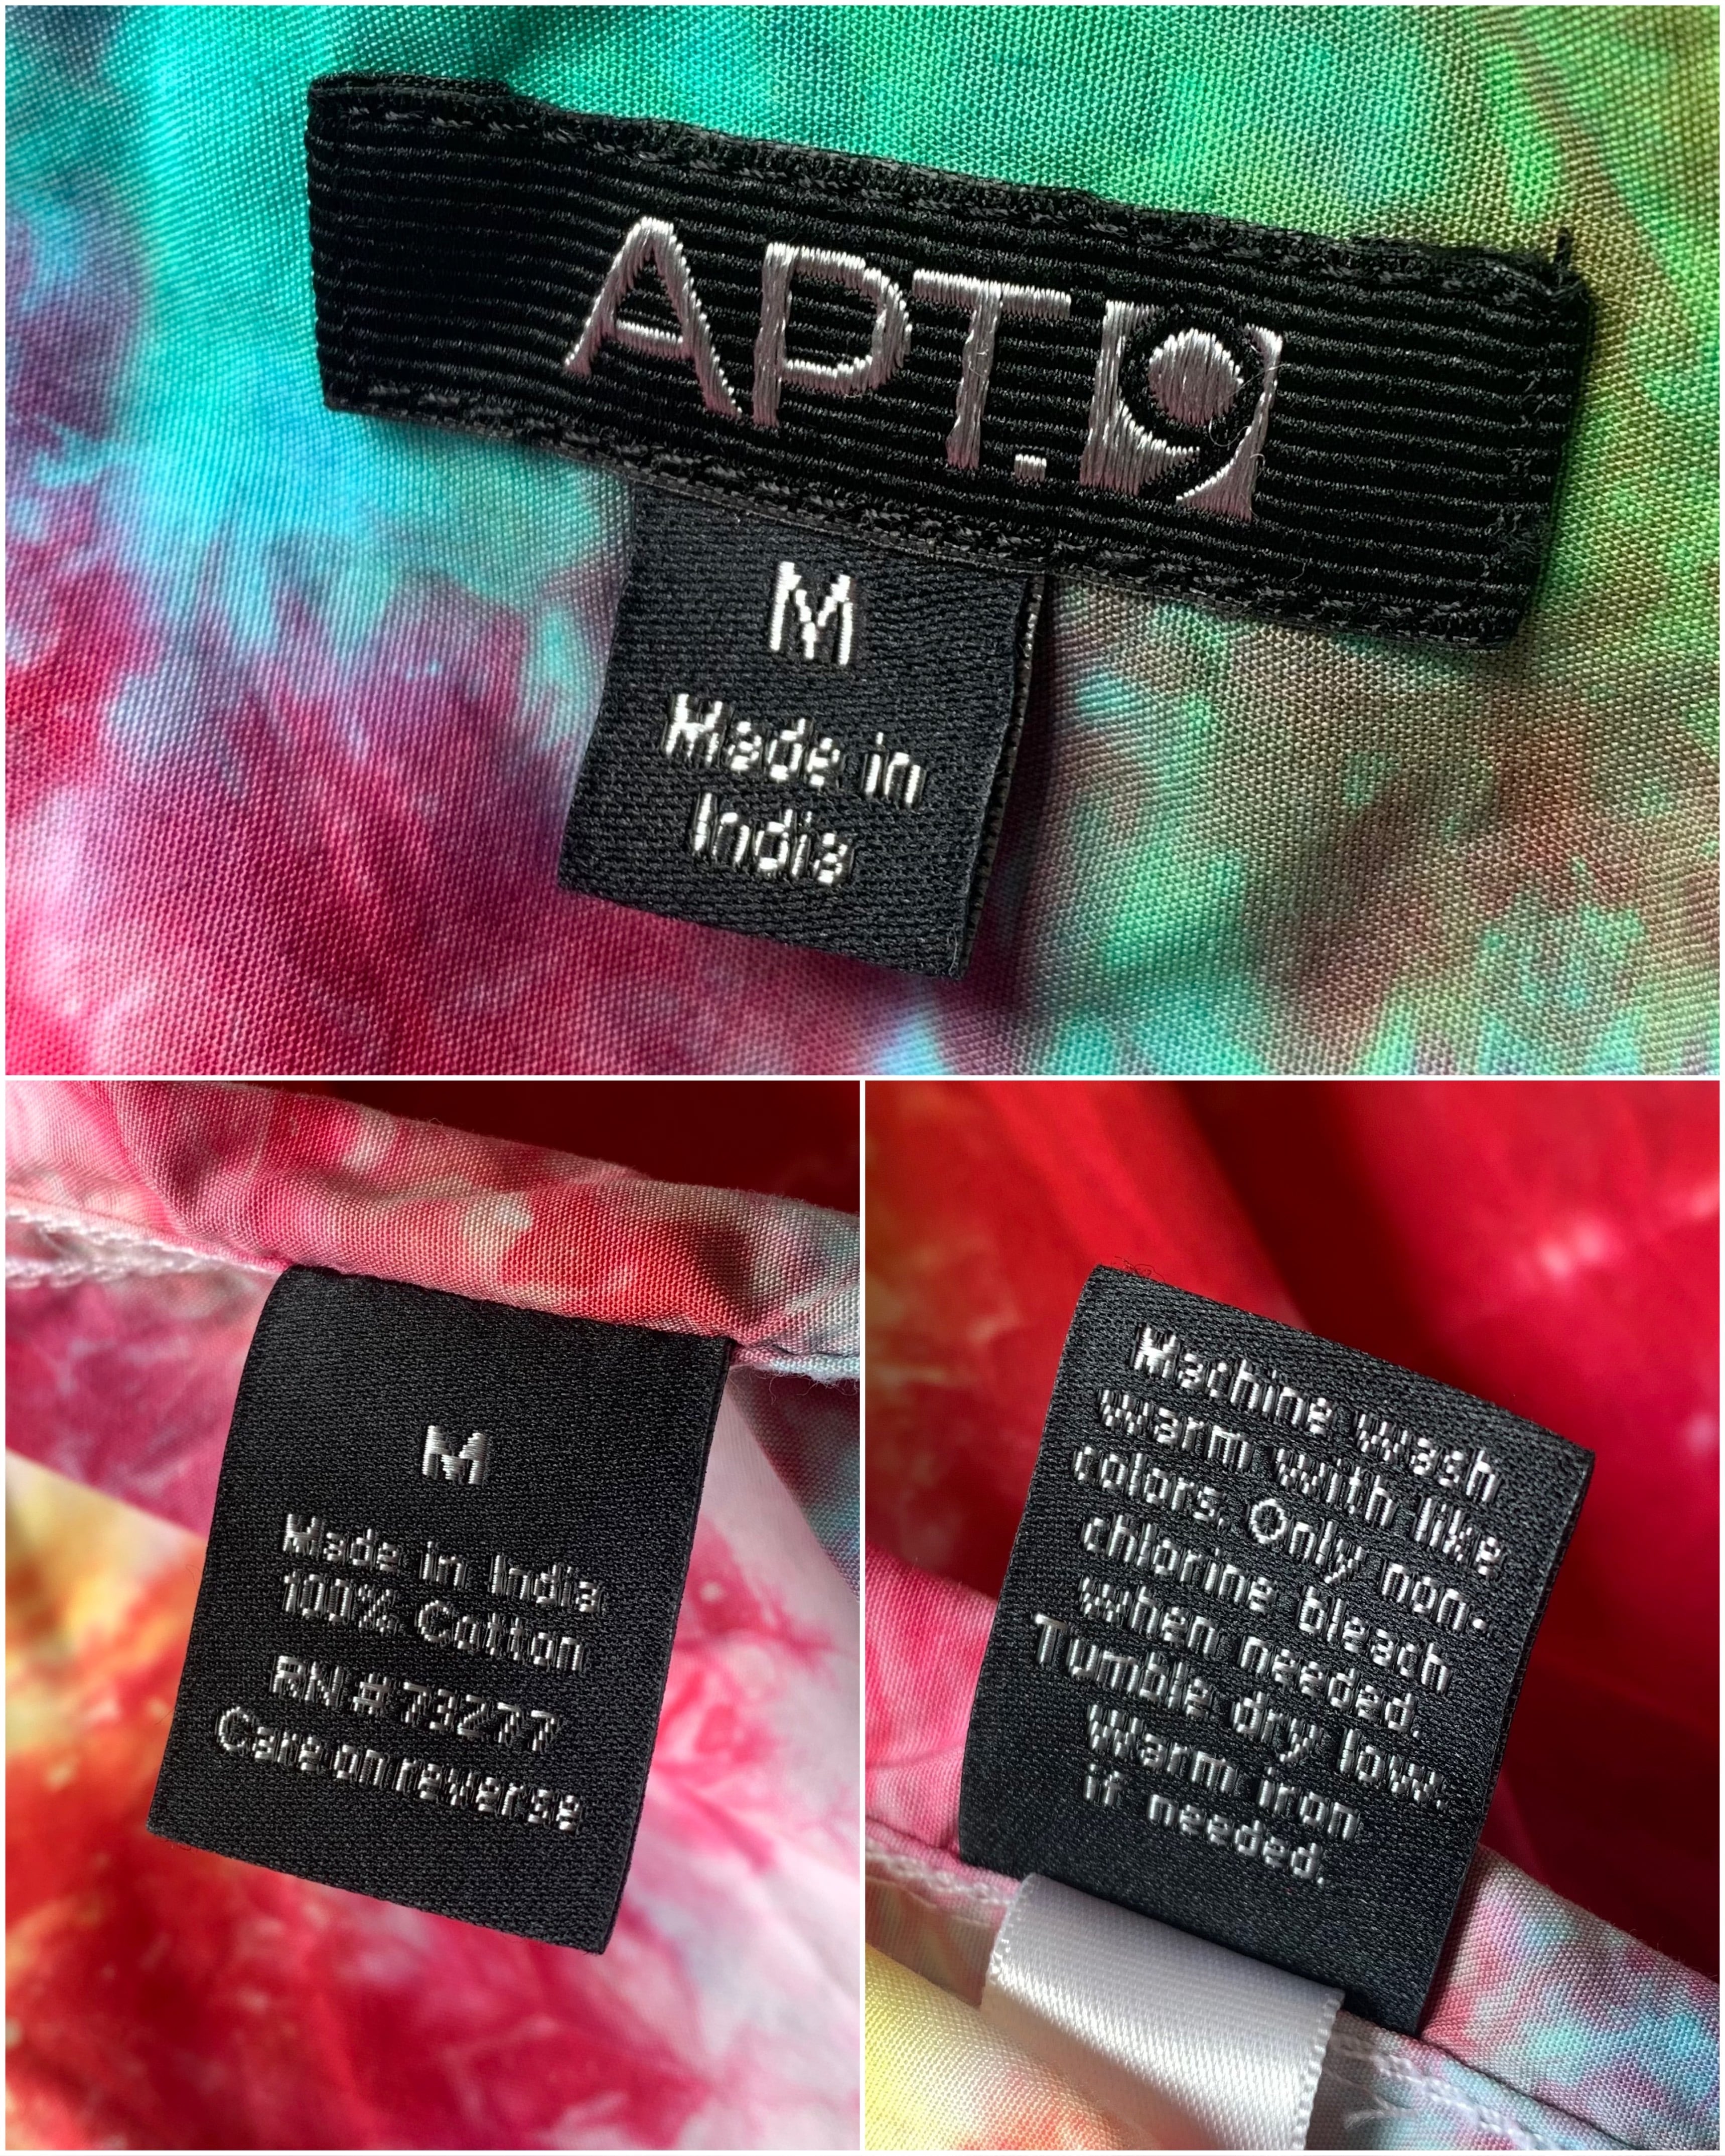 APT. 9
M
Made in
India
M
Made in India
100% Cotton
RN # 73277
Care on reverse
Machine wash
warm with like
colors. Only non-
chlorine bleach
when needed.
Tumble dry low.
Warm iron
if needed.